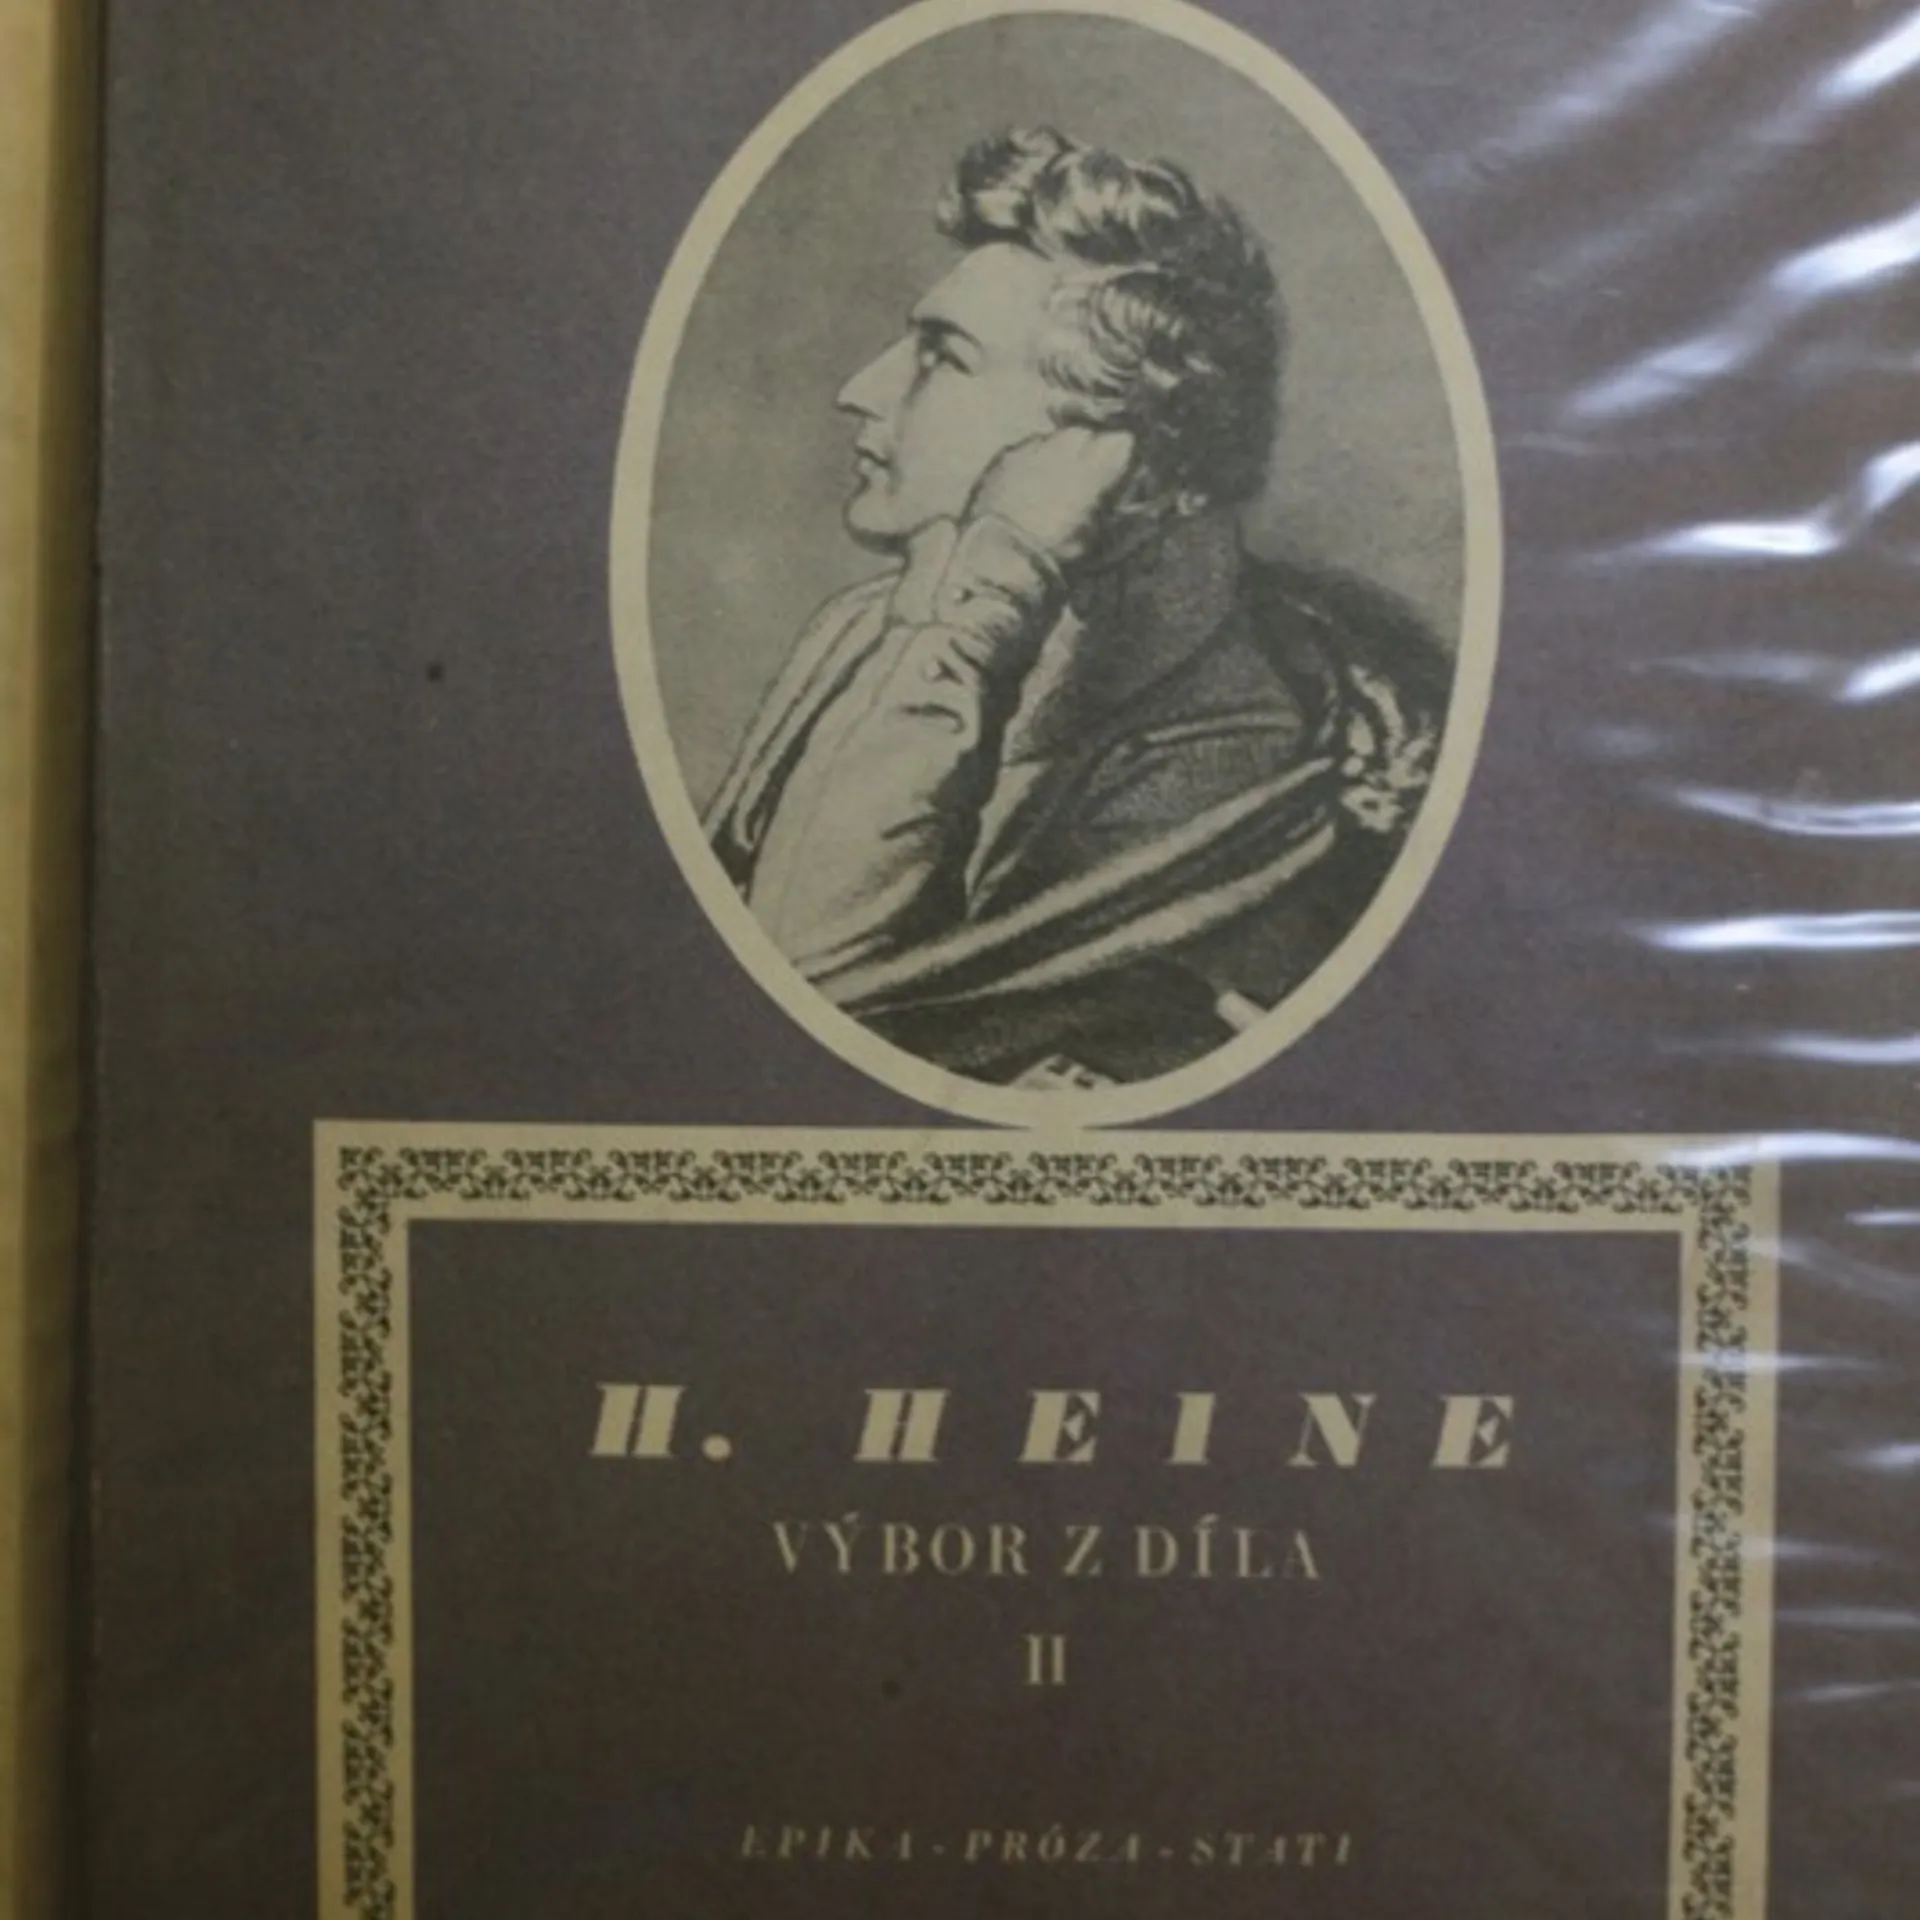 H. HEINE
VÝBOR Z DÍLA
II
EPIKA - PRÓZA - STATI